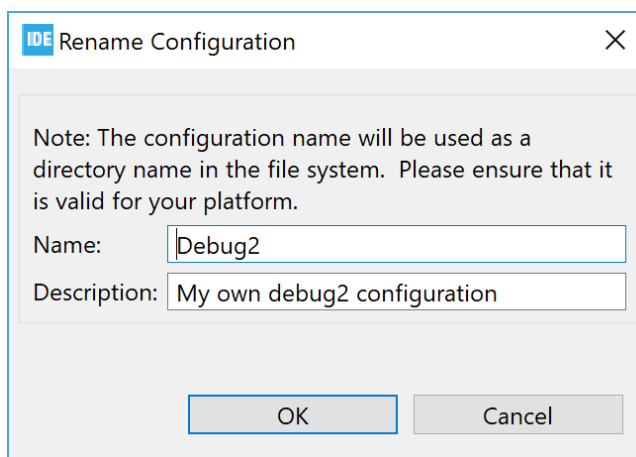 IDE Rename Configuration
Note: The configuration name will be used as a
directory name in the file system.  Please ensure that it
is valid for your platform.
Name: Debug2
Description: My own debug2 configuration
OK Cancel